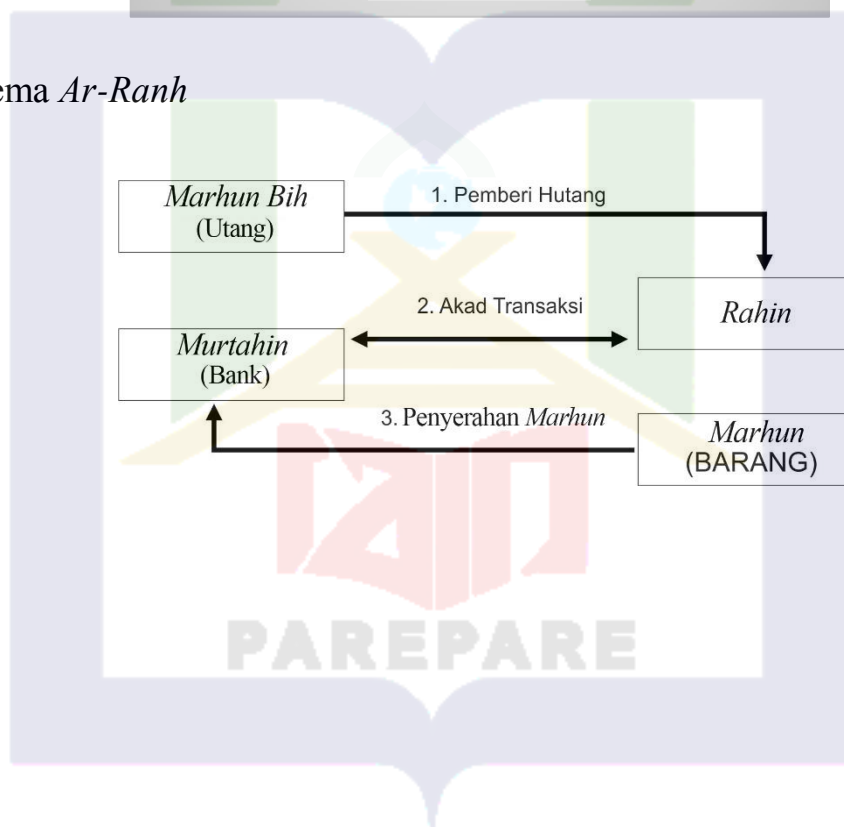 ema Ar-Ranh
Marhun Bih
(Utang)
1. Pemberi Hutang
Rahin
2. Akad Transaksi
Murtahin
(Bank)
3. Penyerahan Marhun
Marhun
(BARANG)
PAREPARE